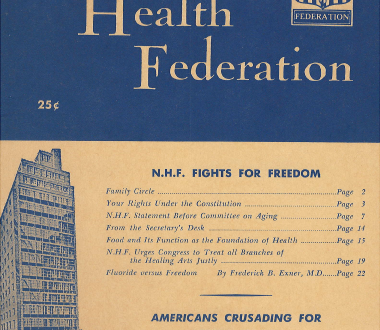 Health
FEDERATION
Federation
25¢
N.H.F. FIGHTS FOR FREEDOM
Family Circle ........ Page 2
Your Rights Under the Constitution ........ Page 3
N.H.F. Statement Before Committee on Aging ........ Page 7
From the Secretary's Desk ........ Page 14
Food and Its Function as the Foundation of Health ........ Page 15
N.H.F. Urges Congress to Treat all Branches of
the Healing Arts Justly ........ Page 19
Fluoride versus Freedom By Frederick B. Exner, M.D. ...... Page 22
AMERICANS CRUSADING FOR